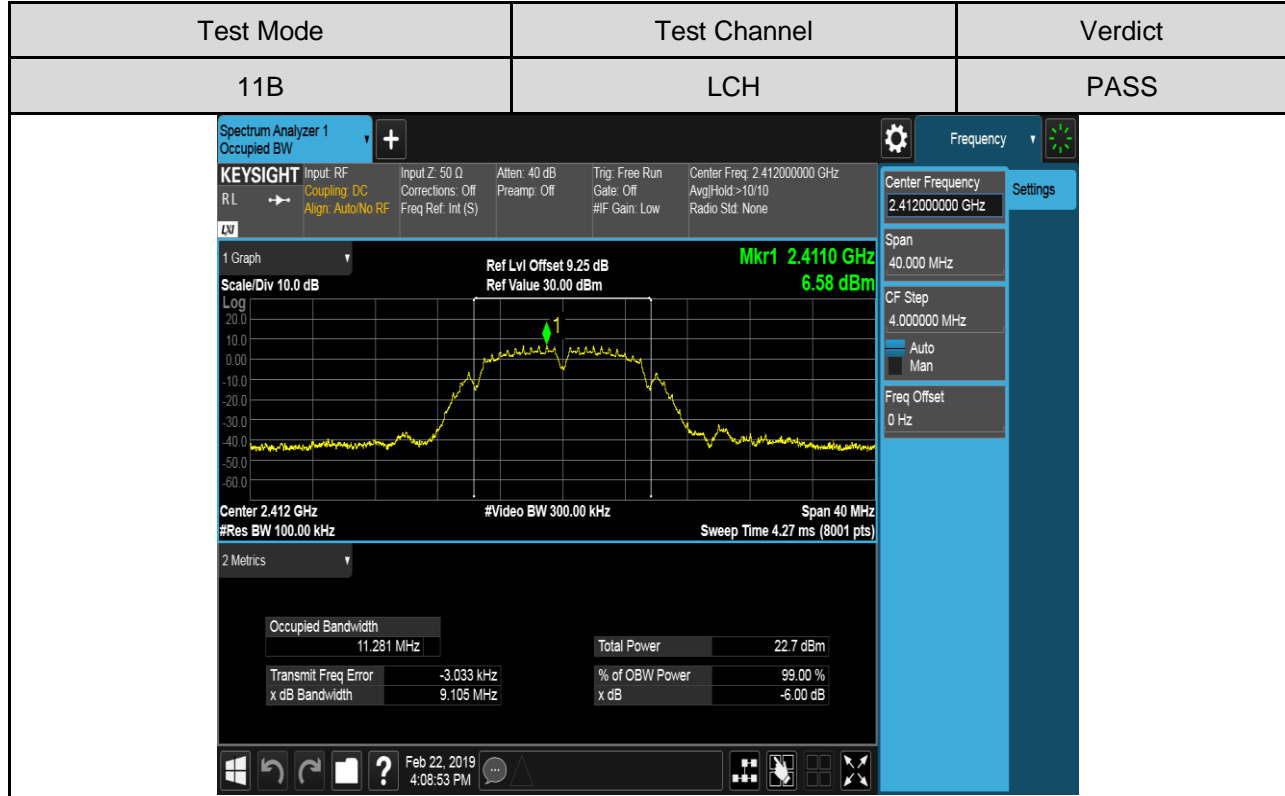 Test Mode Test Channel Verdict
11B LCH PASS
Spectrum Analyzer 1
Occupied BW
+
Frequency
KEYSIGHT Input: RF Input Z: 50 Ω Atten: 40 dB Trig: Free Run Center Freq: 2.412000000 GHz
RL Coupling: DC Corrections: Off Preamp: Off Gate: Off Avg|Hold:>10/10
Align: Auto/No RF Freq Ref: Int (S) #IF Gain: Low Radio Std: None
LXI
Center Frequency
2.412000000 GHz
Settings
Span
40.000 MHz
CF Step
4.000000 MHz
Auto
Man
Freq Offset
0 Hz
1 Graph
Ref Lvl Offset 9.25 dB
Mkr1 2.4110 GHz
Scale/Div 10.0 dB Ref Value 30.00 dBm 6.58 dBm
Log
20.0
10.0
0.00
-10.0
-20.0
-30.0
-40.0
-50.0
-60.0
1
Center 2.412 GHz #Video BW 300.00 kHz Span 40 MHz
#Res BW 100.00 kHz Sweep Time 4.27 ms (8001 pts)
2 Metrics
Occupied Bandwidth
11.281 MHz
Total Power 22.7 dBm
Transmit Freq Error -3.033 kHz % of OBW Power 99.00 %
x dB Bandwidth 9.105 MHz x dB -6.00 dB
? Feb 22, 2019
4:08:53 PM